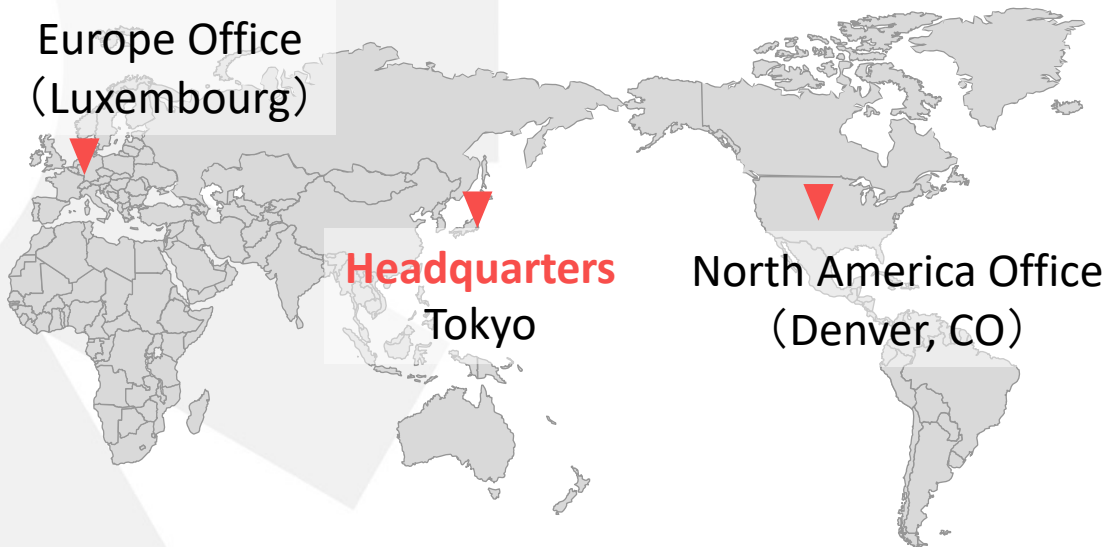 Europe Office
（Luxembourg）
Headquarters
Tokyo
North America Office
（Denver, CO）